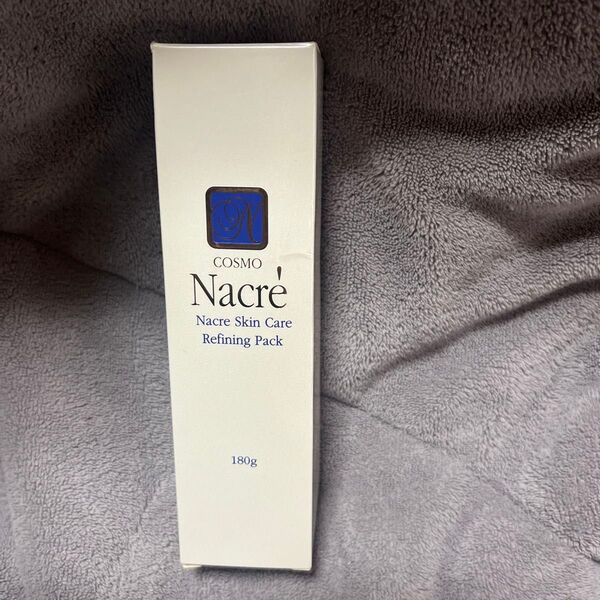 N
COSMO
Nacré
Nacre Skin Care
Refining Pack
180g